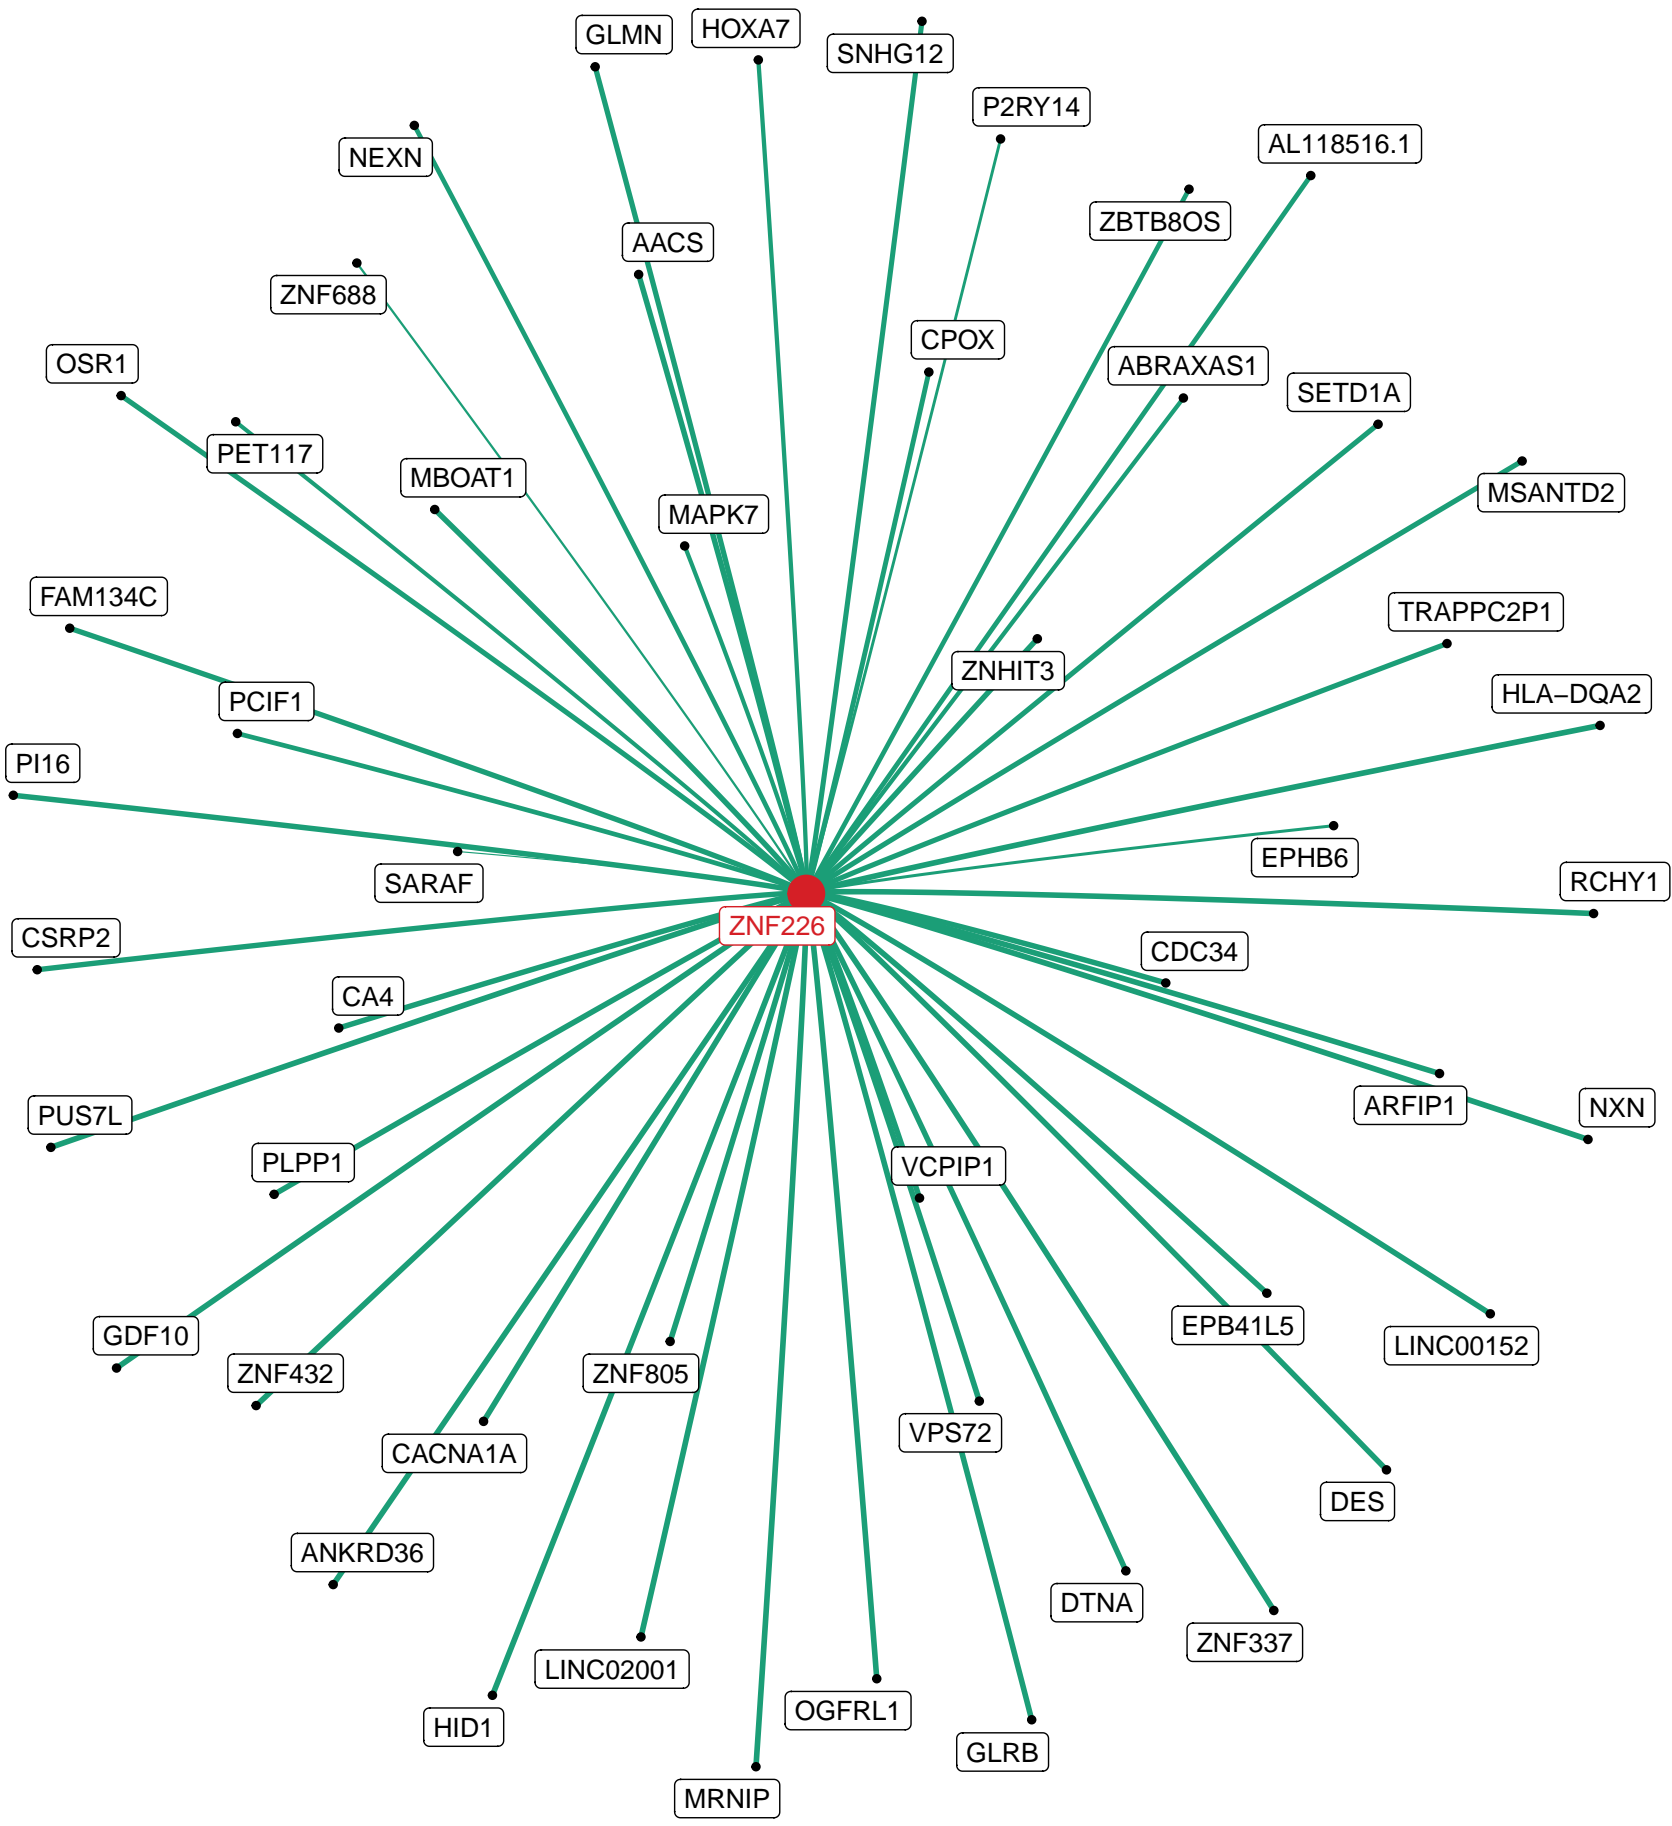 GLMN
HOXA7
SNHG12
P2RY14
AL118516.1
NEXN
ZBTB8OS
AACS
ZNF688
CPOX
OSR1
ABRAXAS1
SETD1A
PET117
MBOAT1
MSANTD2
MAPK7
FAM134C
TRAPPC2P1
ZNHIT3
PCIF1
HLA−DQA2
PI16
EPHB6
SARAF
RCHY1
ZNF226
CSRP2
CDC34
CA4
ARFIP1
NXN
PUS7L
PLPP1
VCPIP1
EPB41L5
GDF10
LINC00152
ZNF432
ZNF805
VPS72
CACNA1A
DES
ANKRD36
DTNA
ZNF337
LINC02001
OGFRL1
HID1
GLRB
MRNIP